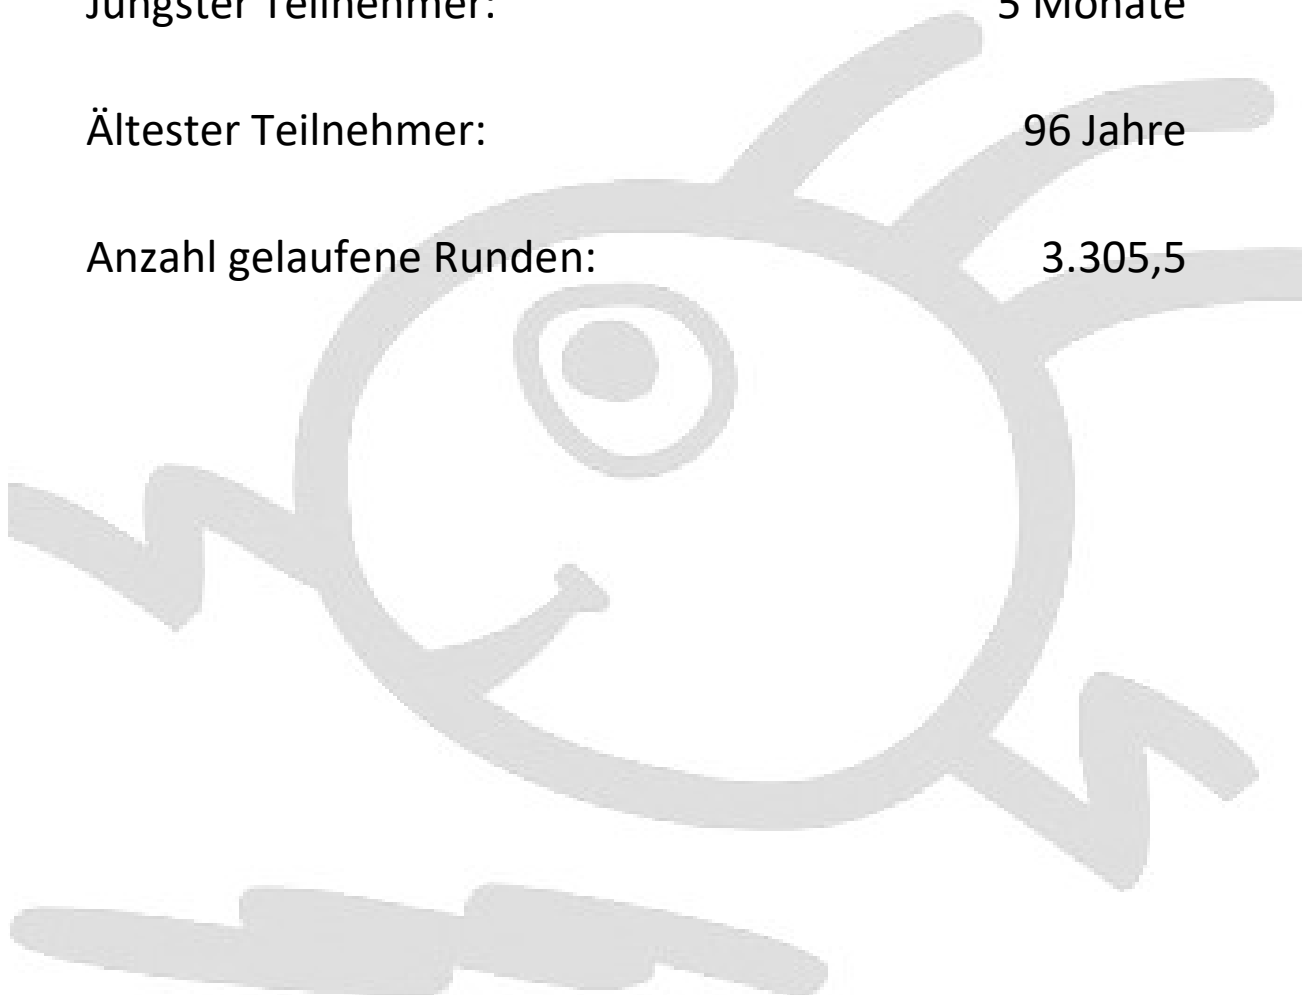 Jüngster Teilnehmer: 5 Monate
Ältester Teilnehmer: 96 Jahre
Anzahl gelaufene Runden: 3.305,5